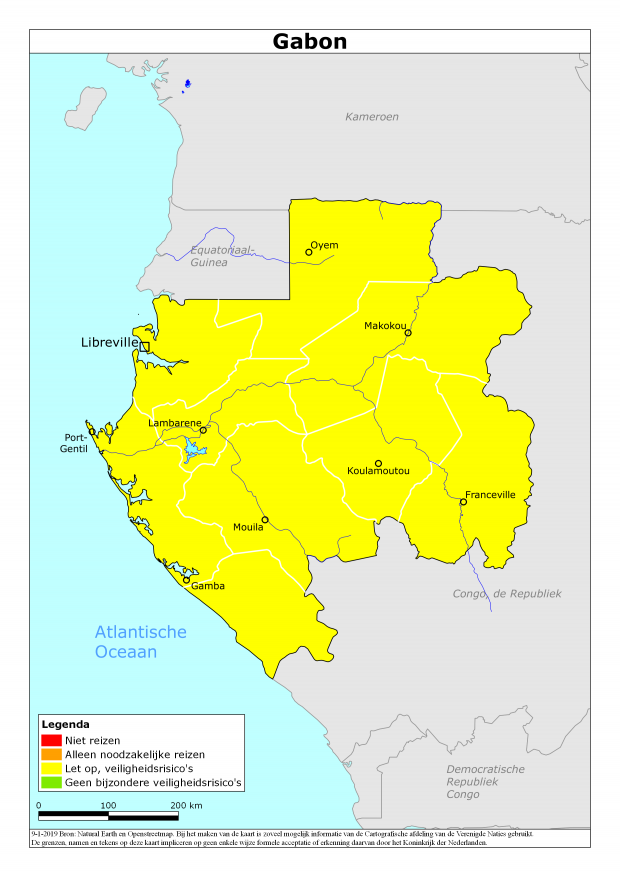 Gabon
Kameroen
Equatoriaal-
Guinea
Oyem
Makokou
Libreville
Lambarene
Port-
Gentil
Koulamoutou
Franceville
Mouila
Gamba
Congo, de Republiek
Atlantische
Oceaan
Legenda
Niet reizen
Alleen noodzakelijke reizen
Let op, veiligheidsrisico's
Geen bijzondere veiligheidsrisico's
Democratische
Republiek
Congo
0 100 200 km
9-1-2019 Bron: Natural Earth en Openstreetmap. Bij het maken van de kaart is zoveel mogelijk informatie van de Cartografische afdeling van de Verenigde Naties gebruikt.
De grenzen, namen en tekens op deze kaart impliceren op geen enkele wijze formele acceptatie of erkenning daarvan door het Koninkrijk der Nederlanden.